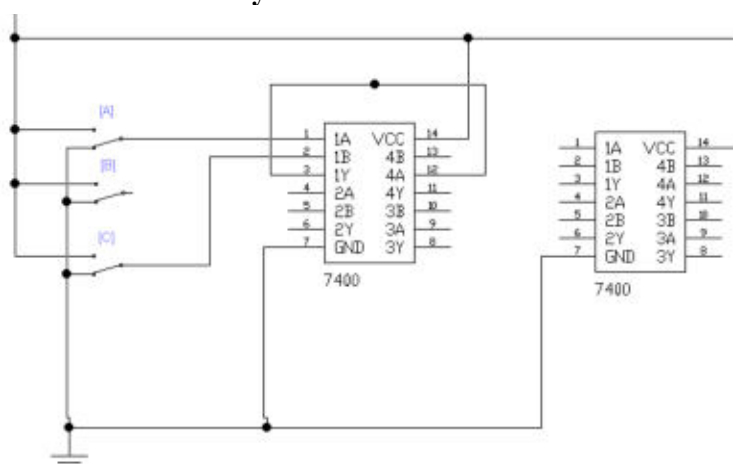 [A]
[B]
[C]
1 1A VCC 14
2 1B 4B 13
3 1Y 4A 12
4 2A 4Y 11
5 2B 3B 10
6 2Y 3A 9
7 GND 3Y 8
7400
1 1A VCC 14
2 1B 4B 13
3 1Y 4A 12
4 2A 4Y 11
5 2B 3B 10
6 2Y 3A 9
7 GND 3Y 8
7400